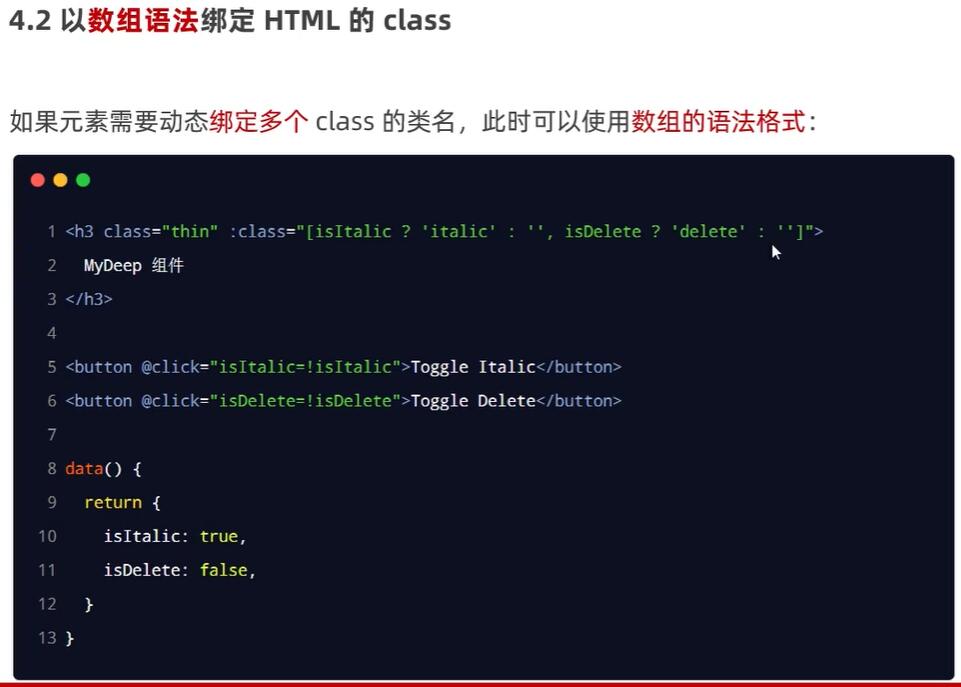 4.2 以数组语法绑定 HTML 的 class
如果元素需要动态绑定多个 class 的类名，此时可以使用数组的语法格式：
1 <h3 class="thin" :class="[isItalic ? 'italic' : '', isDelete ? 'delete' : '']">
2   MyDeep 组件
3 </h3>
4
5 <button @click="isItalic=!isItalic">Toggle Italic</button>
6 <button @click="isDelete=!isDelete">Toggle Delete</button>
7
8 data() {
9   return {
10     isItalic: true,
11     isDelete: false,
12   }
13 }